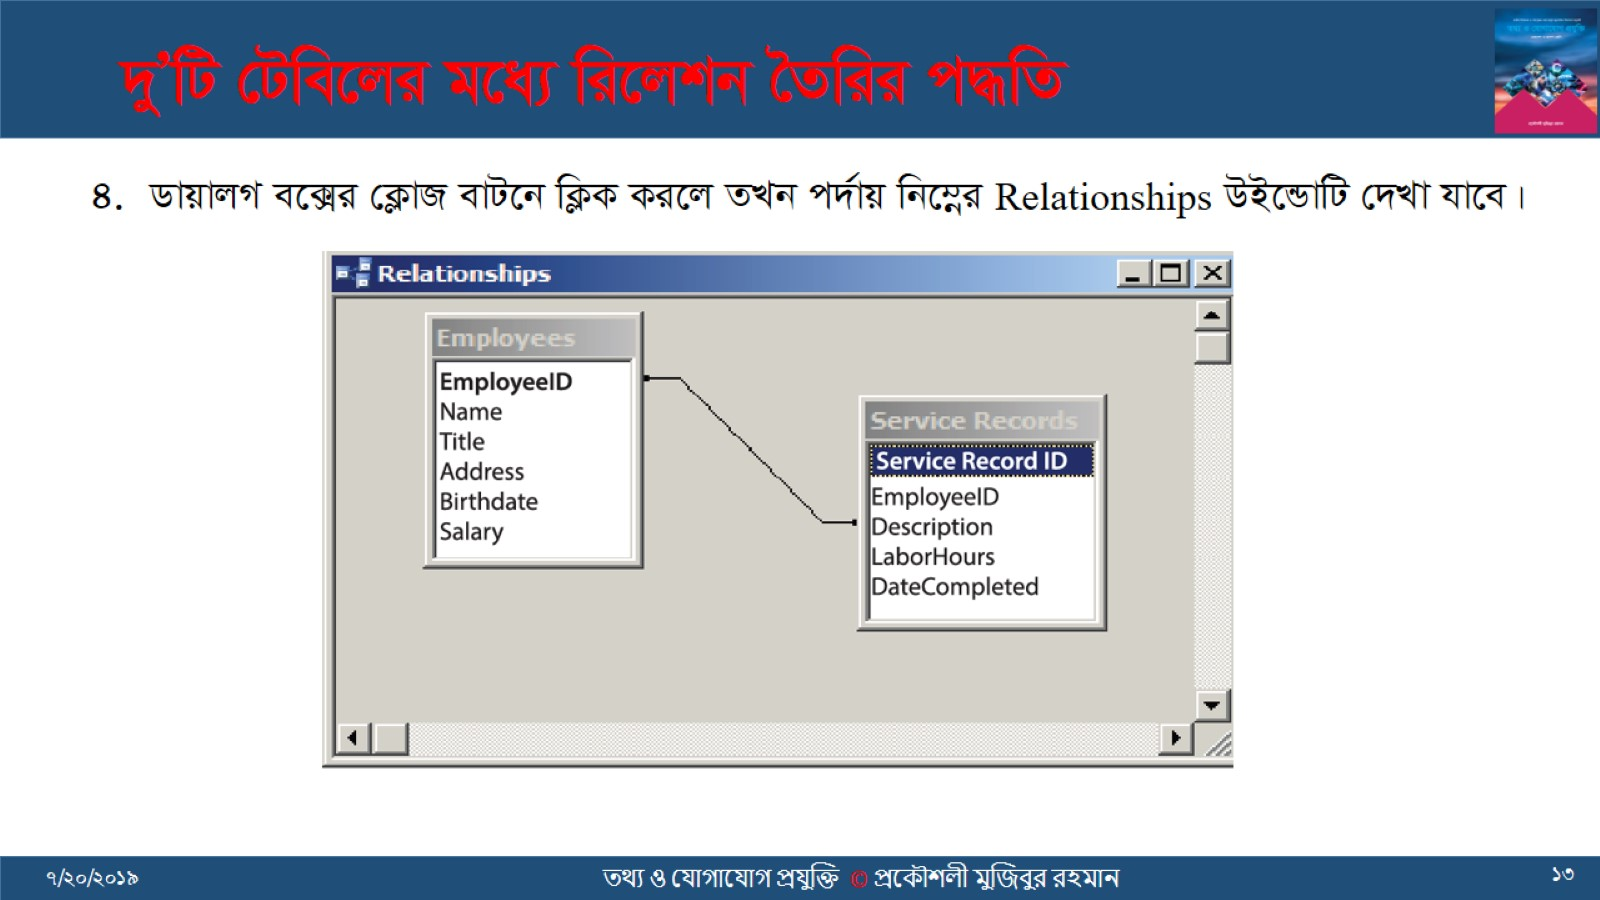 দু’টি টেবিলের মধ্যে রিলেশন তৈরির পদ্ধতি
তথ্য ও যোগাযোগ প্রযুক্তি
৪. ডায়ালগ বক্সের ক্লোজ বাটনে ক্লিক করলে তখন পর্দায় নিম্নের Relationships উইন্ডোটি দেখা যাবে।
Relationships
Employees
EmployeeID
Name
Title
Address
Birthdate
Salary
Service Records
Service Record ID
EmployeeID
Description
LaborHours
DateCompleted
৭/২০/২০১৯
তথ্য ও যোগাযোগ প্রযুক্তি © প্রকৌশলী মুজিবুর রহমান
১৩